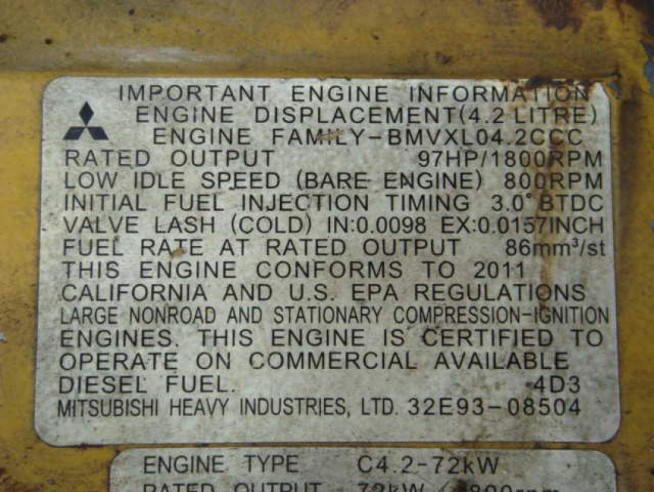 IMPORTANT ENGINE INFORMATION
ENGINE DISPLACEMENT(4.2 LITRE)
ENGINE FAMILY-BMVXL04.2CCC
RATED OUTPUT 97HP/1800RPM
LOW IDLE SPEED (BARE ENGINE) 800RPM
INITIAL FUEL INJECTION TIMING 3.0° BTDC
VALVE LASH (COLD) IN:0.0098 EX:0.0157INCH
FUEL RATE AT RATED OUTPUT 86mm³/st
THIS ENGINE CONFORMS TO 2011
CALIFORNIA AND U.S. EPA REGULATIONS
LARGE NONROAD AND STATIONARY COMPRESSION-IGNITION
ENGINES. THIS ENGINE IS CERTIFIED TO
OPERATE ON COMMERCIAL AVAILABLE
DIESEL FUEL. 4D3
MITSUBISHI HEAVY INDUSTRIES, LTD. 32E93-08504
ENGINE TYPE C4.2-72kW
RATED OUTPUT 72kW 1800rpm